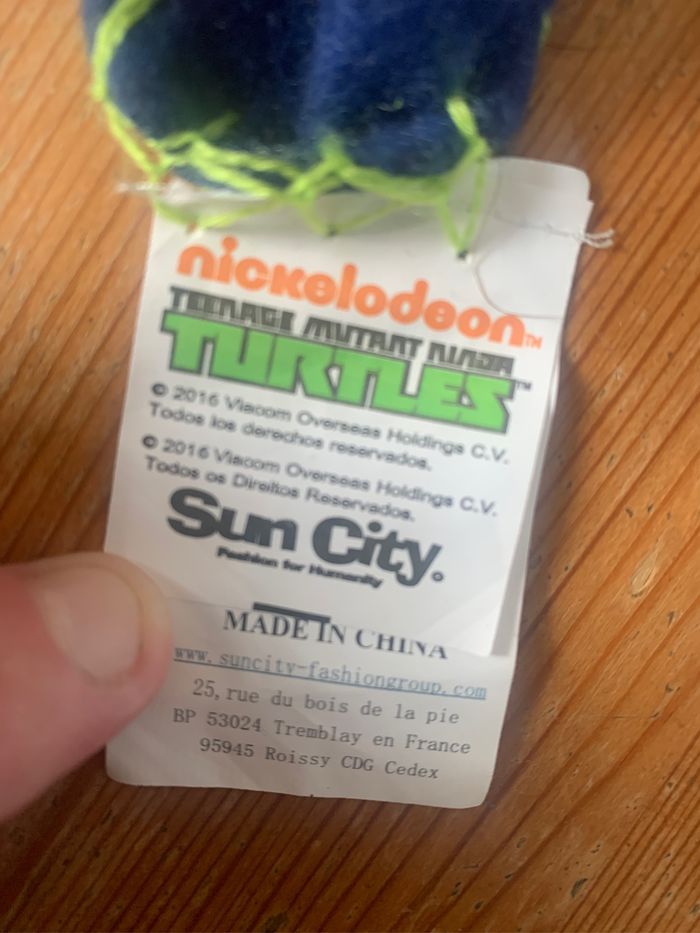 nickelodeon™
TEENAGE MUTANT NINJA
TURTLES™
© 2016 Viacom Overseas Holdings C.V.
Todos los derechos reservados.
© 2016 Viacom Overseas Holdings C.V.
Todos os Direitos Reservados.
Sun City
Fashion for Humanity
MADE IN CHINA
www.suncity-fashiongroup.com
25, rue du bois de la pie
BP 53024 Tremblay en France
95945 Roissy CDG Cedex